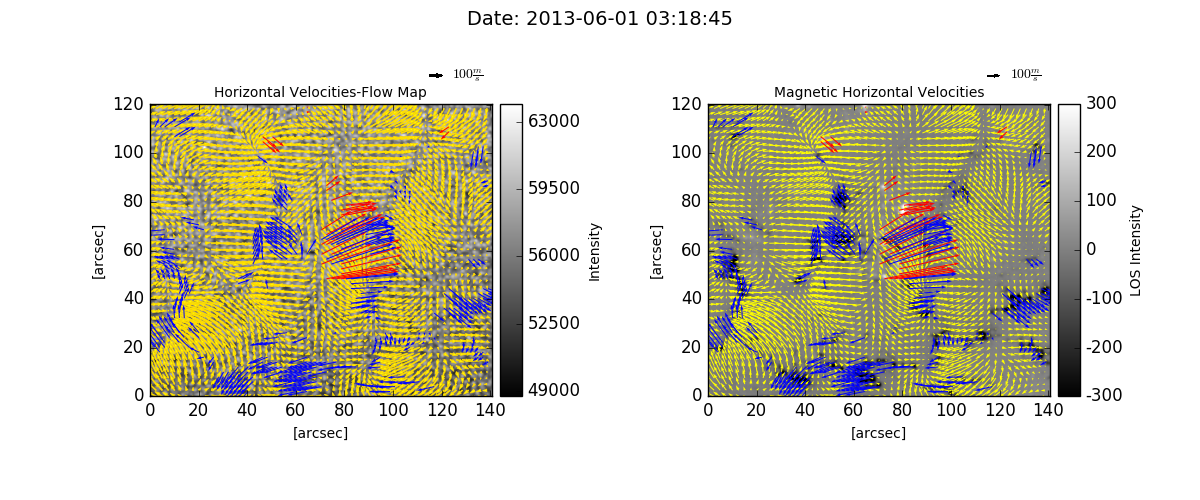 Date: 2013-06-01 03:18:45
100 m/s
Horizontal Velocities-Flow Map
120
100
80
60
40
20
0
0 20 40 60 80 100 120 140
[arcsec]
[arcsec]
63000
59500
56000
52500
49000
Intensity
100 m/s
Magnetic Horizontal Velocities
120
100
80
60
40
20
0
0 20 40 60 80 100 120 140
[arcsec]
[arcsec]
300
200
100
0
-100
-200
-300
LOS Intensity